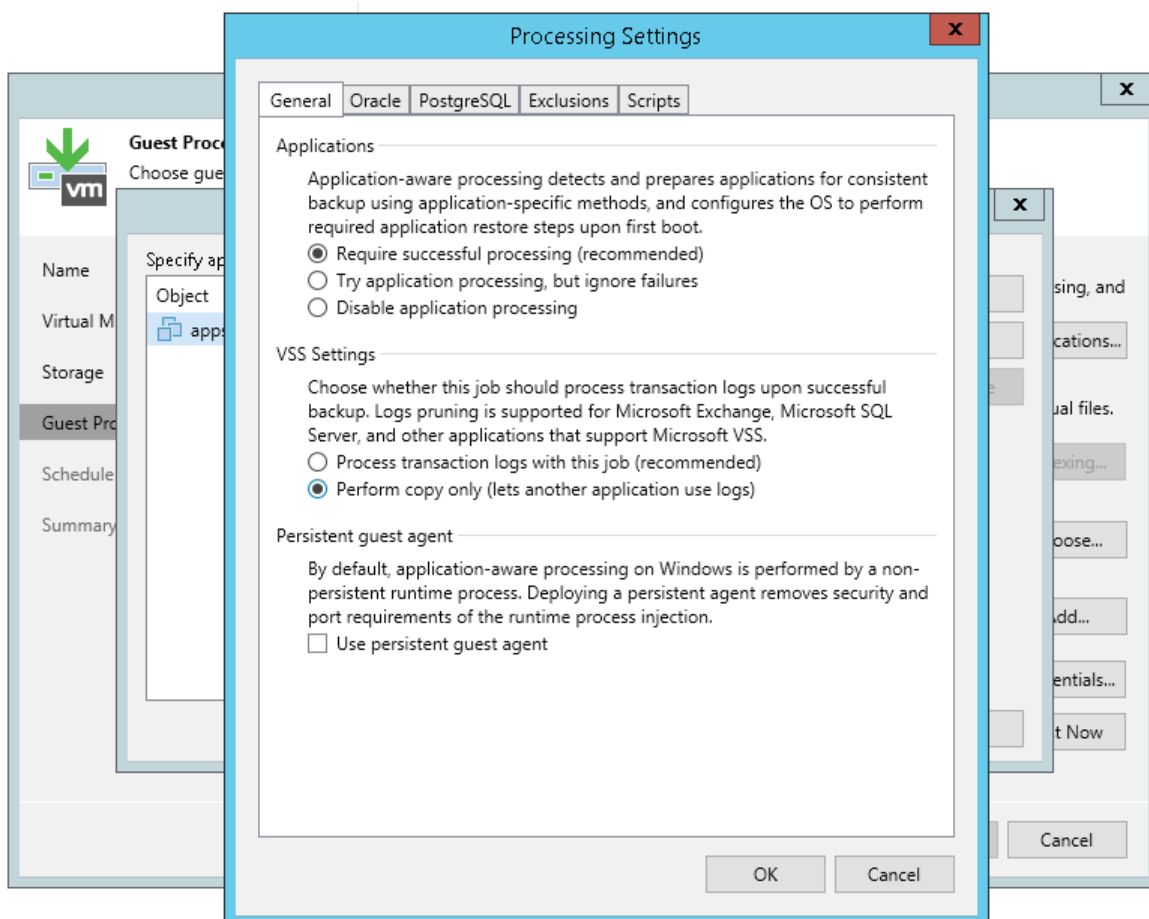 Processing Settings
x
x
x
Guest Proce
Choose gue
vm
Name
Virtual M
Storage
Guest Pro
Schedule
Summary
Specify ap
Object
apps
General
Oracle
PostgreSQL
Exclusions
Scripts
Applications
Application-aware processing detects and prepares applications for consistent
backup using application-specific methods, and configures the OS to perform
required application restore steps upon first boot.
Require successful processing (recommended)
Try application processing, but ignore failures
Disable application processing
VSS Settings
Choose whether this job should process transaction logs upon successful
backup. Logs pruning is supported for Microsoft Exchange, Microsoft SQL
Server, and other applications that support Microsoft VSS.
Process transaction logs with this job (recommended)
Perform copy only (lets another application use logs)
Persistent guest agent
By default, application-aware processing on Windows is performed by a non-
persistent runtime process. Deploying a persistent agent removes security and
port requirements of the runtime process injection.
Use persistent guest agent
OK
Cancel
sing, and
cations...
e
ual files.
exing...
oose...
Add...
entials...
t Now
Cancel